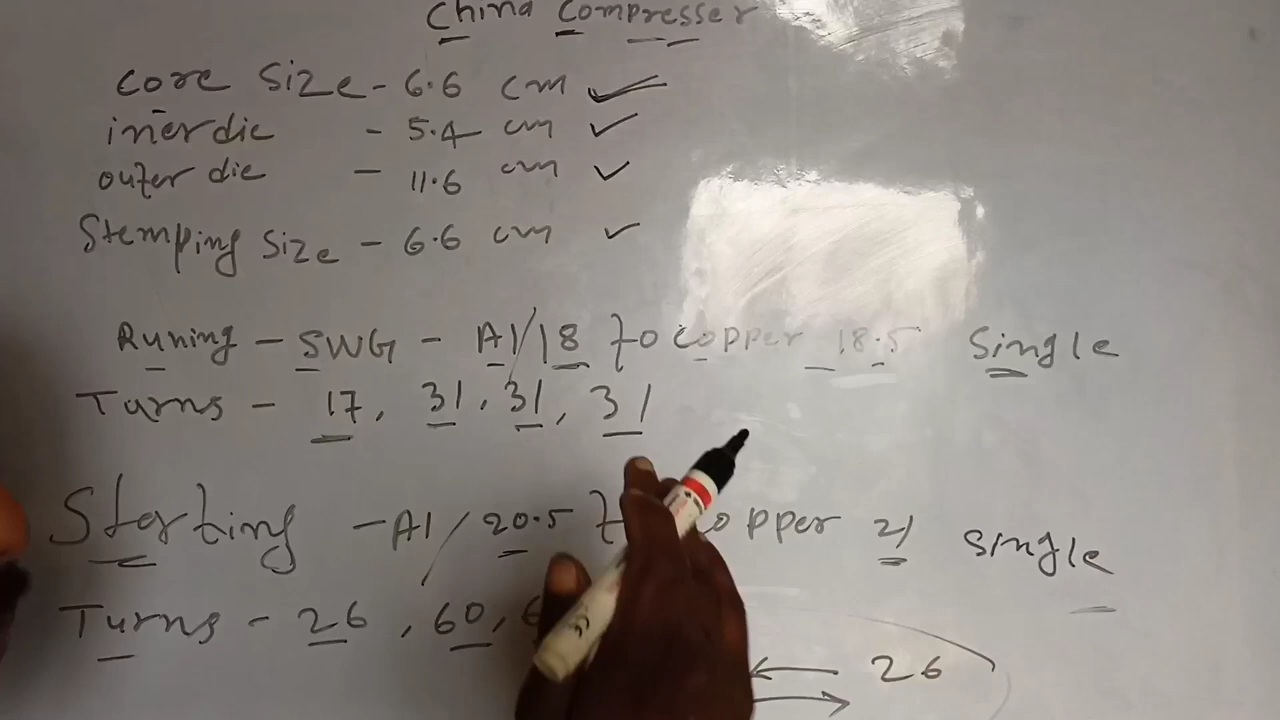 China Compresser
Core Size - 6.6 cm
iner die - 5.4 cm
outer die - 11.6 cm
Stemping Size - 6.6 cm
Runing - SWG - Al/18 to Copper 18.5 Single
Turns - 17, 31, 31, 31
Starting - Al/20.5 Copper 21 single
Turns - 26, 60,
26